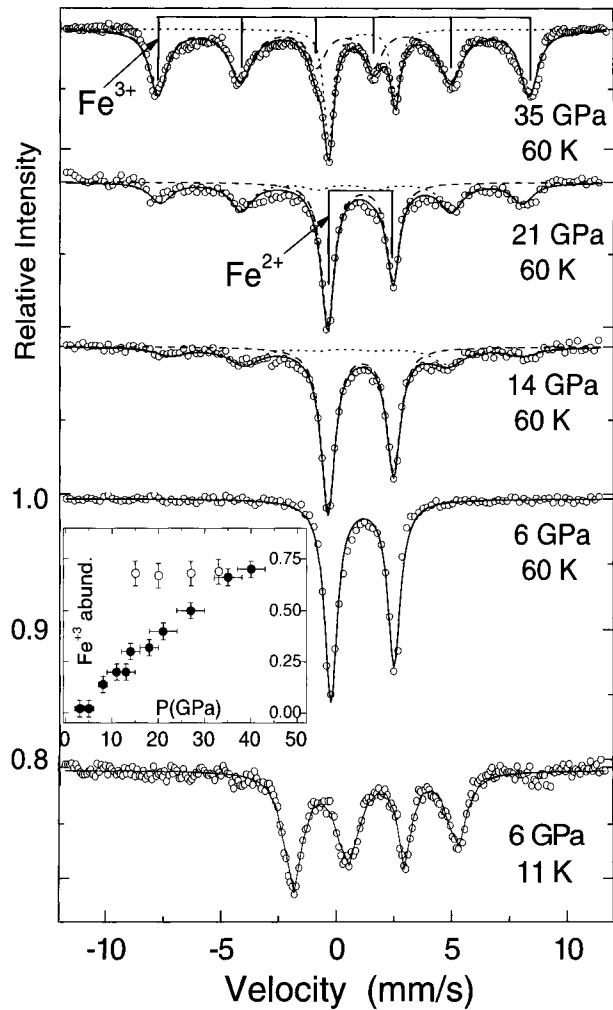 Fe3+
35 GPa
60 K
Fe2+
21 GPa
60 K
14 GPa
60 K
6 GPa
60 K
6 GPa
11 K
Relative Intensity
1.0
0.9
0.8
Fe+3 abund.
0.75
0.50
0.25
0.00
P(GPa)
0 10 20 30 40 50
-10 -5 0 5 10
Velocity (mm/s)